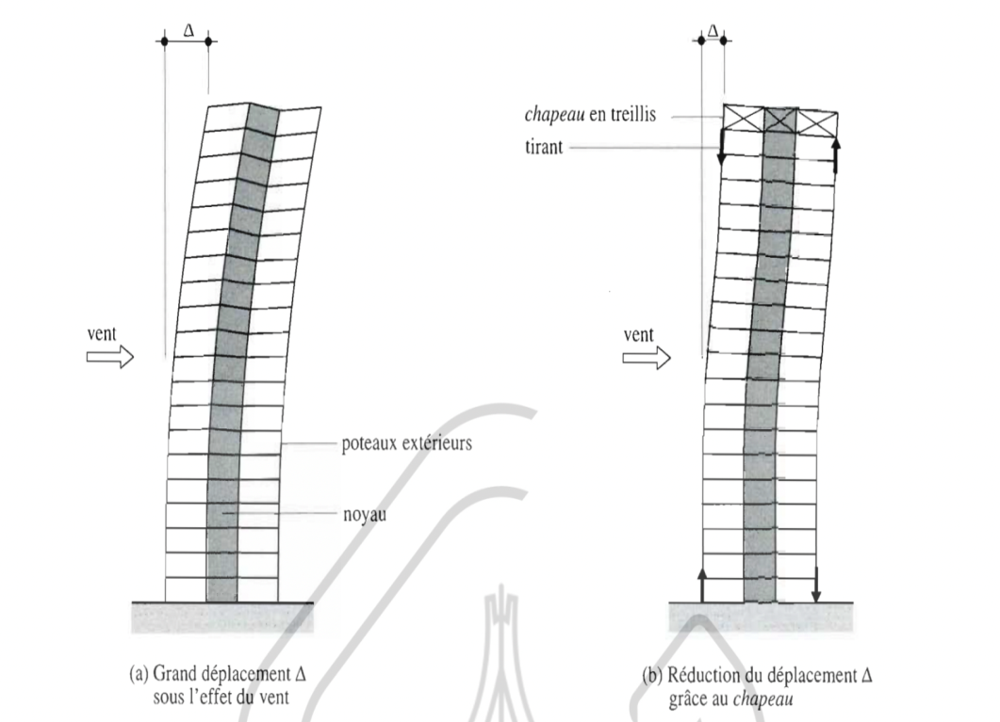 Δ
vent
poteaux extérieurs
noyau
(a) Grand déplacement Δ
sous l'effet du vent
Δ
chapeau en treillis
tirant
vent
(b) Réduction du déplacement Δ
grâce au chapeau